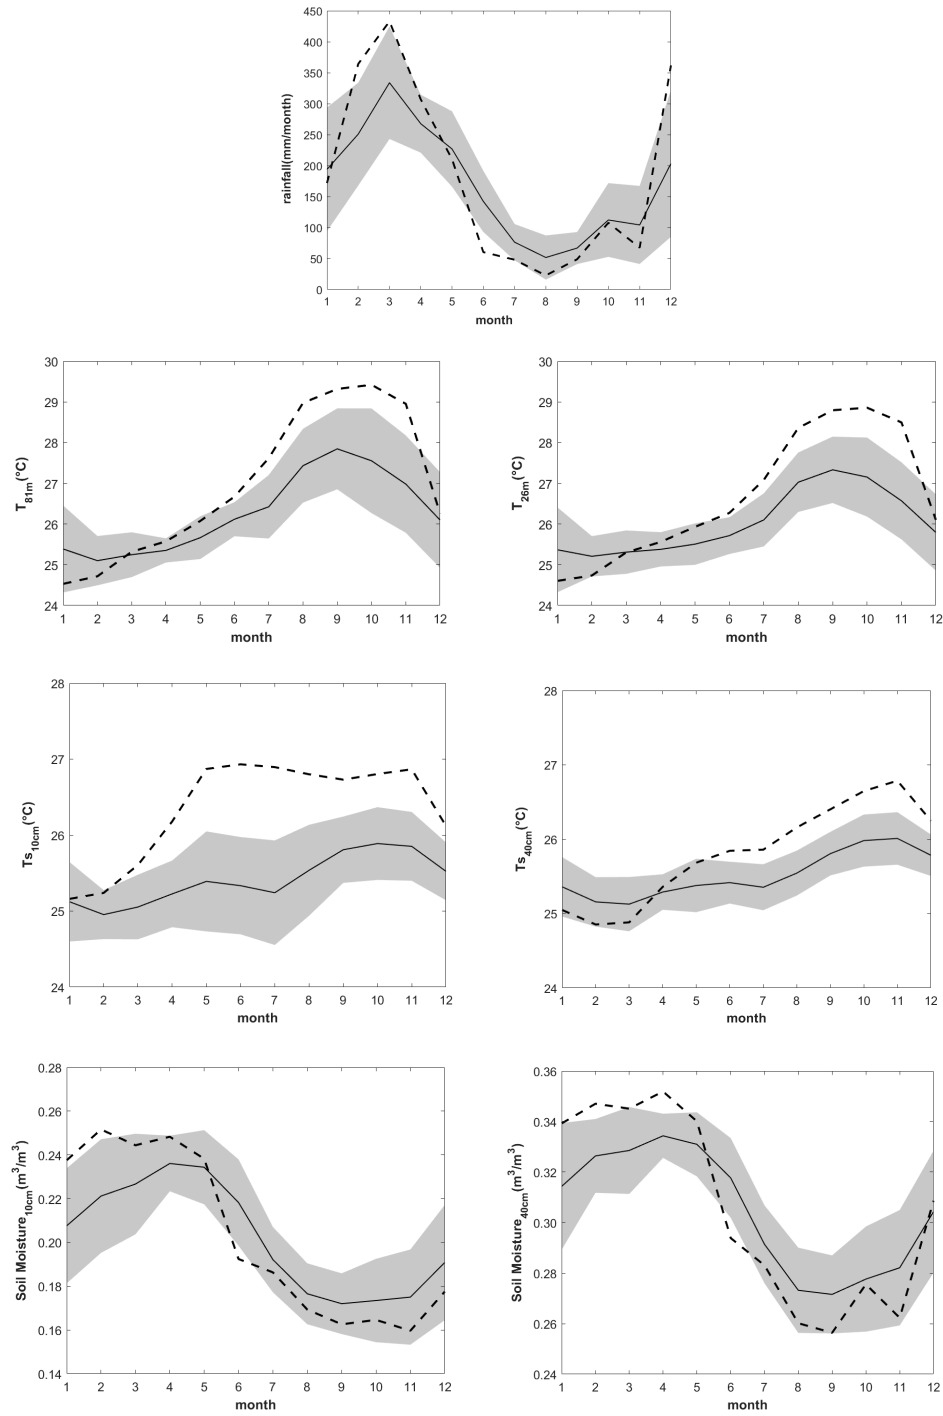 450
400
350
300
250
200
150
100
50
0
rainfall(mm/month)
1 2 3 4 5 6 7 8 9 10 11 12
month
30
29
28
27
26
25
24
T81m(°C)
1 2 3 4 5 6 7 8 9 10 11 12
month
30
29
28
27
26
25
24
T26m(°C)
1 2 3 4 5 6 7 8 9 10 11 12
month
28
27
26
25
24
Ts10cm(°C)
1 2 3 4 5 6 7 8 9 10 11 12
month
28
27
26
25
24
Ts40cm(°C)
1 2 3 4 5 6 7 8 9 10 11 12
month
0.28
0.26
0.24
0.22
0.20
0.18
0.16
0.14
Soil Moisture10cm(m³/m³)
1 2 3 4 5 6 7 8 9 10 11 12
month
0.36
0.34
0.32
0.30
0.28
0.26
0.24
Soil Moisture40cm(m³/m³)
1 2 3 4 5 6 7 8 9 10 11 12
month